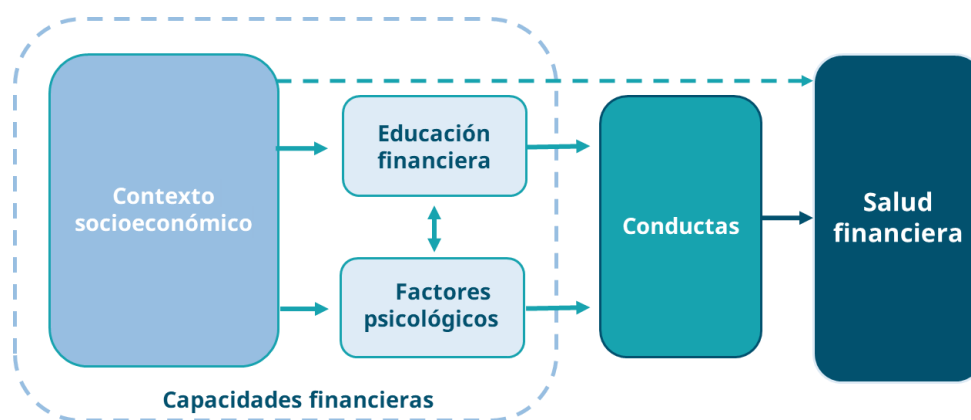 Contexto
socioeconómico
Educación
financiera
Factores
psicológicos
Capacidades financieras
Conductas
Salud
financiera